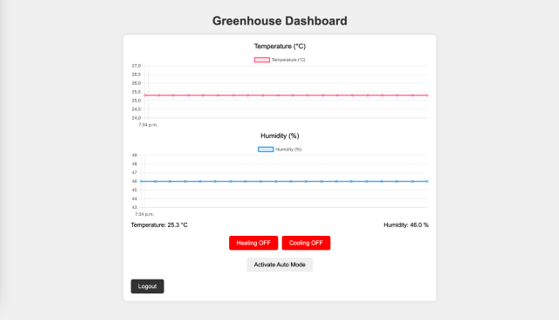 Greenhouse Dashboard
Temperature (°C)
Temperature (°C)
27,0
26,5
26,0
25,5
25,0
24,5
24,0
7:34 p.m.
Humidity (%)
Humidity (%)
49
48
47
46
45
44
43
7:34 p.m.
Temperature: 25.3 °C
Humidity: 46.0 %
Heating OFF
Cooling OFF
Activate Auto Mode
Logout